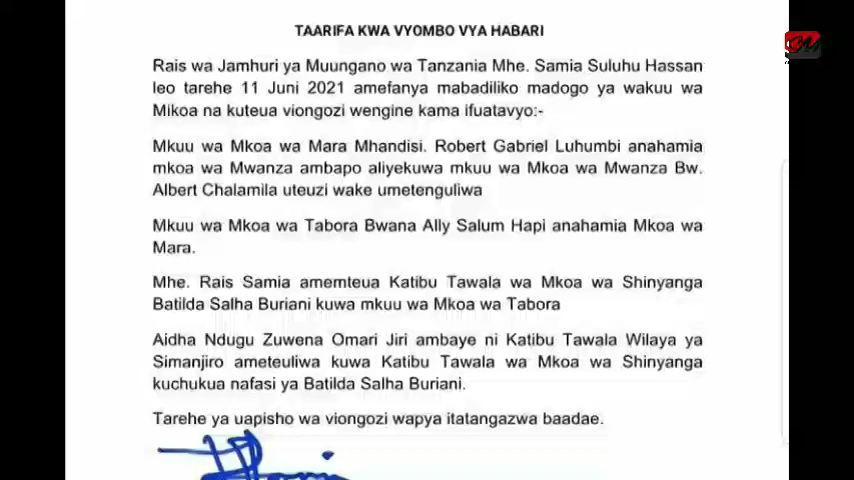 TAARIFA KWA VYOMBO VYA HABARI
Rais wa Jamhuri ya Muungano wa Tanzania Mhe. Samia Suluhu Hassan
leo tarehe 11 Juni 2021 amefanya mabadiliko madogo ya wakuu wa
Mikoa na kuteua viongozi wengine kama ifuatavyo:-
Mkuu wa Mkoa wa Mara Mhandisi. Robert Gabriel Luhumbi anahamia
mkoa wa Mwanza ambapo aliyekuwa mkuu wa Mkoa wa Mwanza Bw.
Albert Chalamila uteuzi wake umetenguliwa
Mkuu wa Mkoa wa Tabora Bwana Ally Salum Hapi anahamia Mkoa wa
Mara.
Mhe. Rais Samia amemteua Katibu Tawala wa Mkoa wa Shinyanga
Batilda Salha Buriani kuwa mkuu wa Mkoa wa Tabora
Aidha Ndugu Zuwena Omari Jiri ambaye ni Katibu Tawala Wilaya ya
Simanjiro ameteuliwa kuwa Katibu Tawala wa Mkoa wa Shinyanga
kuchukua nafasi ya Batilda Salha Buriani.
Tarehe ya uapisho wa viongozi wapya itatangazwa baadae.